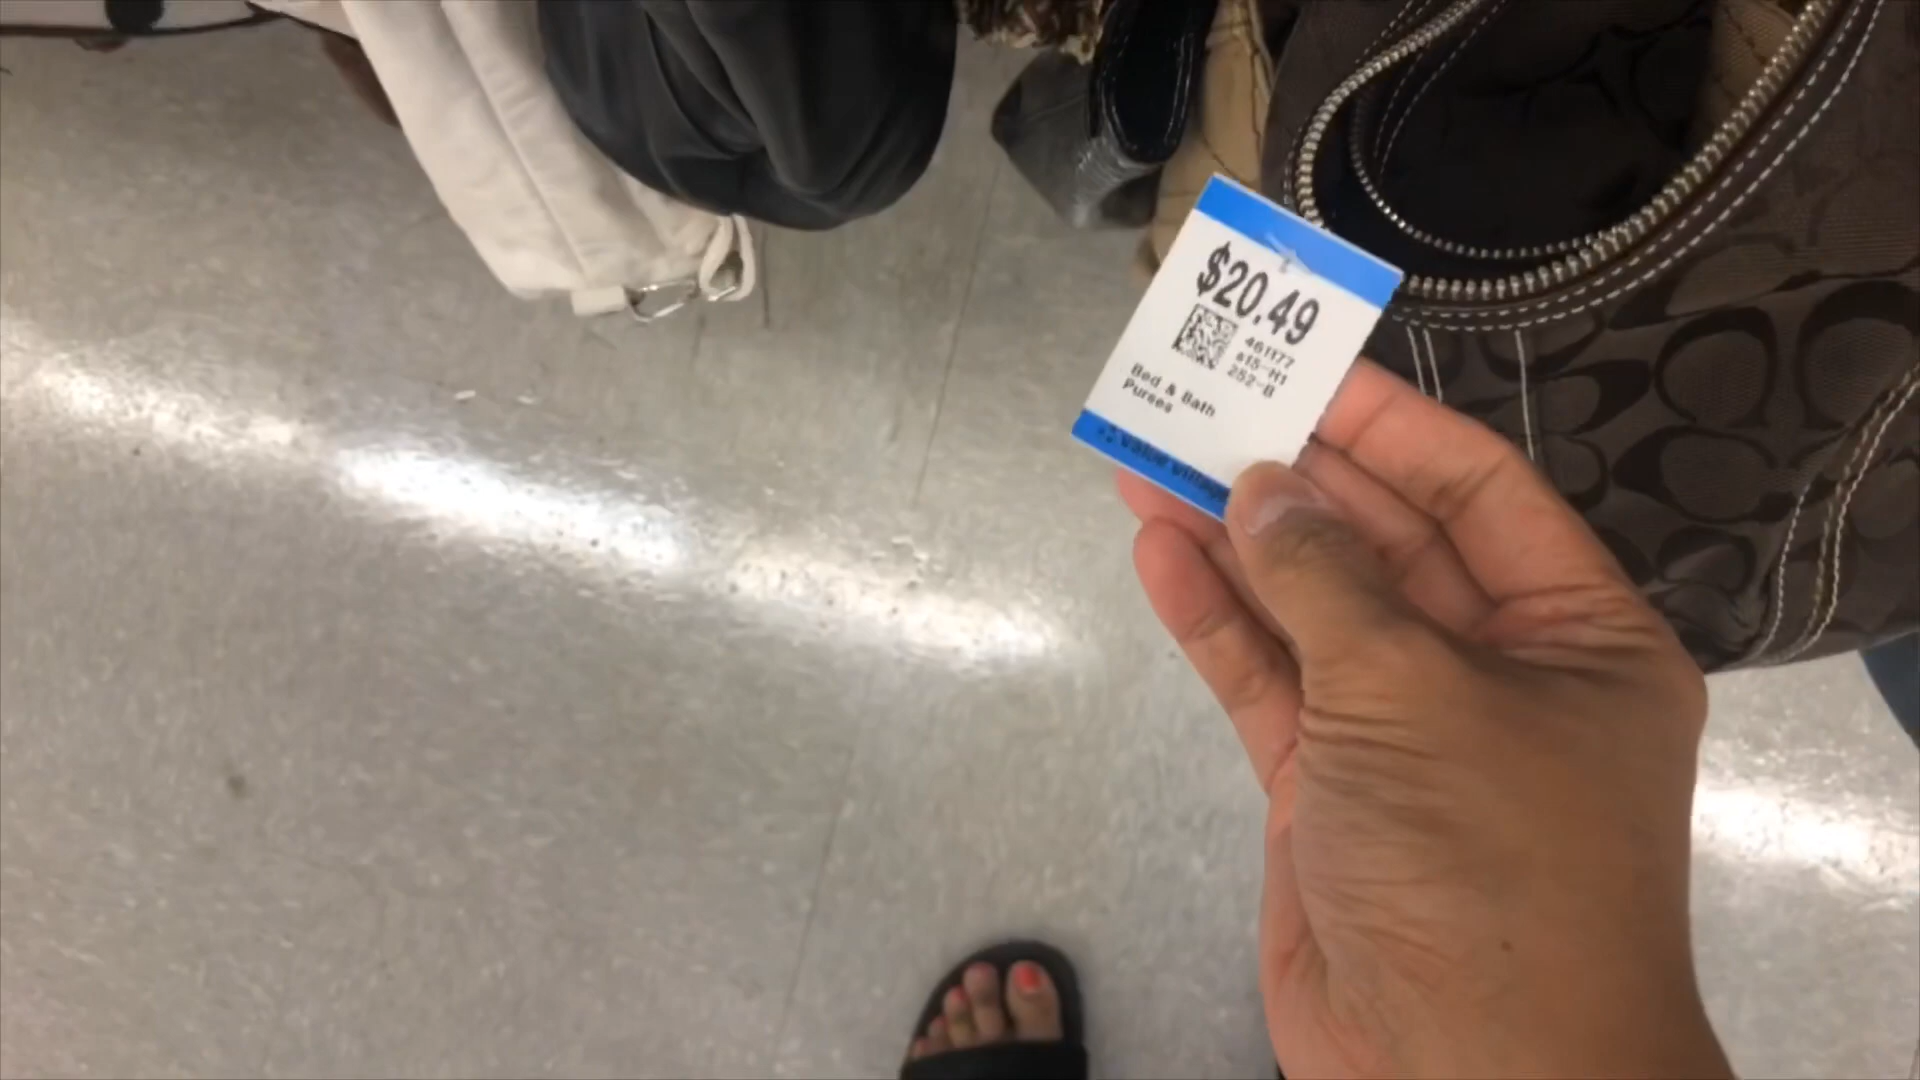 $20.49
461177
a15-H1
252-B
Bed & Bath
Purses
value village